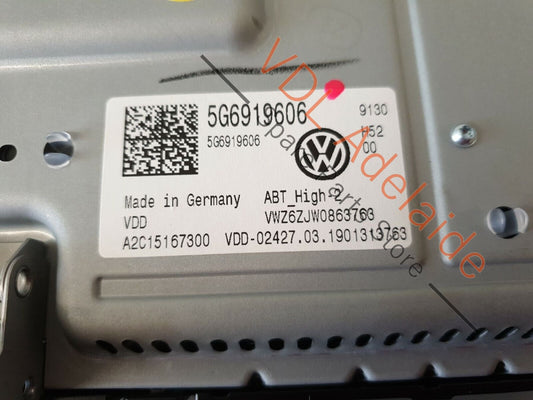 5G6919606 9130
5G6919606 H52
00
Made in Germany ABT_High
VDD VWZ6ZJW0863763
A2C15167300 VDD-02427.03.1901313763
VDL Adelaide
Spare Parts Store